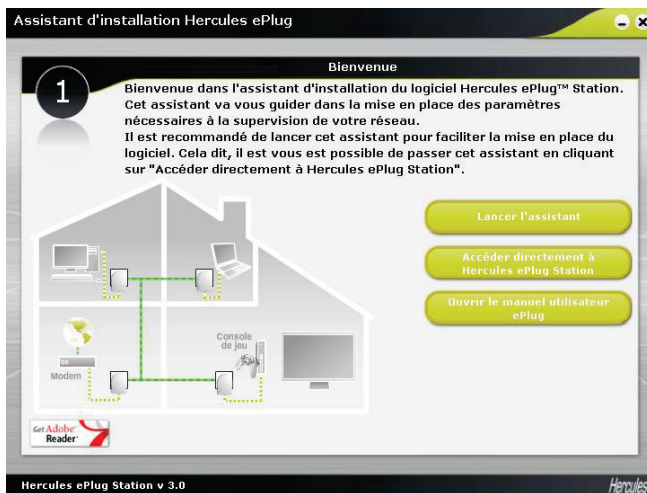 Assistant d'installation Hercules ePlug
Bienvenue
1
Bienvenue dans l'assistant d'installation du logiciel Hercules ePlug™ Station.
Cet assistant va vous guider dans la mise en place des paramètres
nécessaires à la supervision de votre réseau.
Il est recommandé de lancer cet assistant pour faciliter la mise en place du
logiciel. Cela dit, il est vous est possible de passer cet assistant en cliquant
sur "Accéder directement à Hercules ePlug Station".
Lancer l'assistant
Accéder directement à
Hercules ePlug Station
Ouvrir le manuel utilisateur
ePlug
Console
de jeu
Modem
Get Adobe®
Reader®
Hercules ePlug Station v 3.0
Hercules